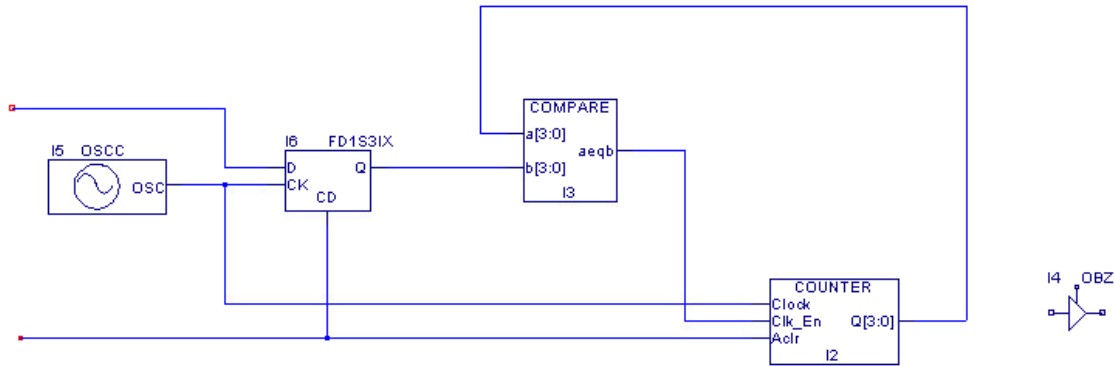 COMPARE
a[3:0]
aeqb
b[3:0]
I3
I6 FD1S3IX
D Q
CK
CD
I5 OSCC
OSC
COUNTER
Clock
Clk_En Q[3:0]
Aclr
I2
I4 OBZ